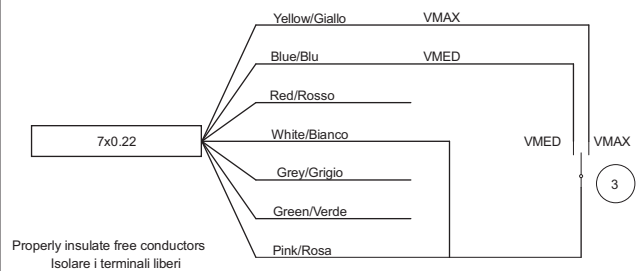 Yellow/Giallo VMAX
Blue/Blu VMED
Red/Rosso
7x0.22 White/Bianco VMED VMAX
Grey/Grigio 3
Green/Verde
Properly insulate free conductors
Isolare i terminali liberi
Pink/Rosa